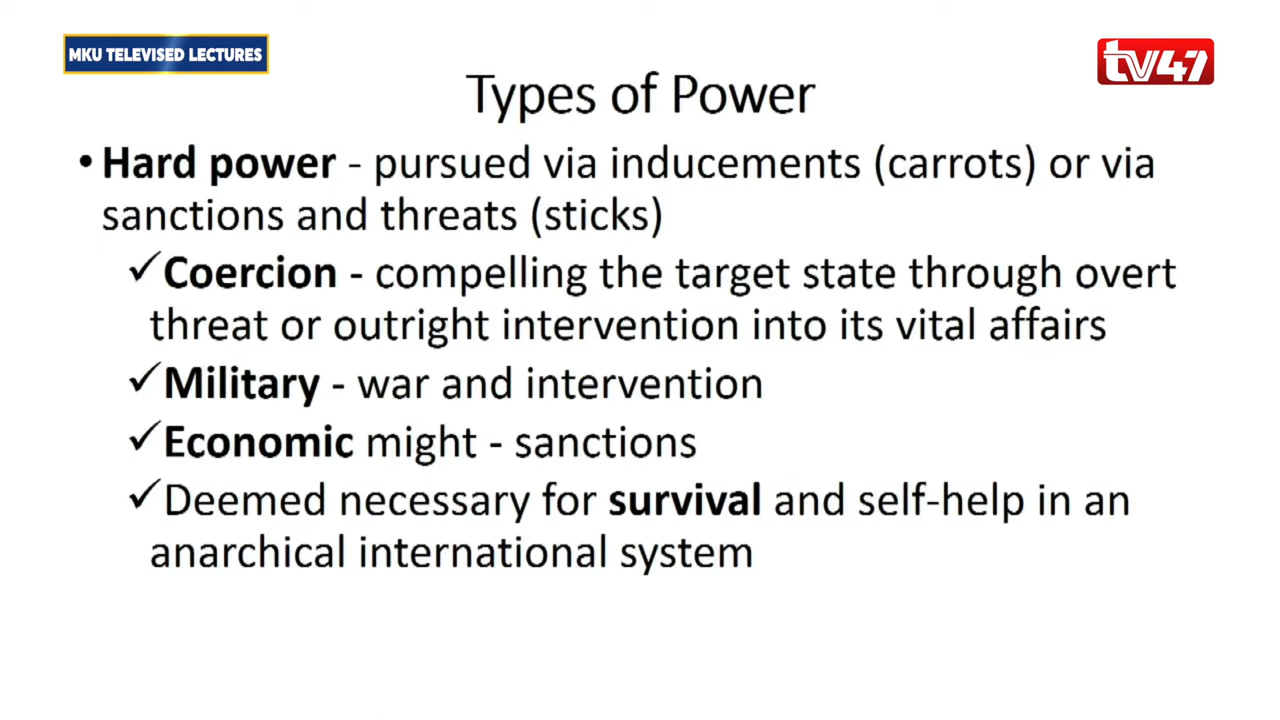 MKU TELEVISED LECTURES
tv47
Types of Power
• Hard power - pursued via inducements (carrots) or via
sanctions and threats (sticks)
✓Coercion - compelling the target state through overt
threat or outright intervention into its vital affairs
✓Military - war and intervention
✓Economic might - sanctions
✓Deemed necessary for survival and self-help in an
anarchical international system